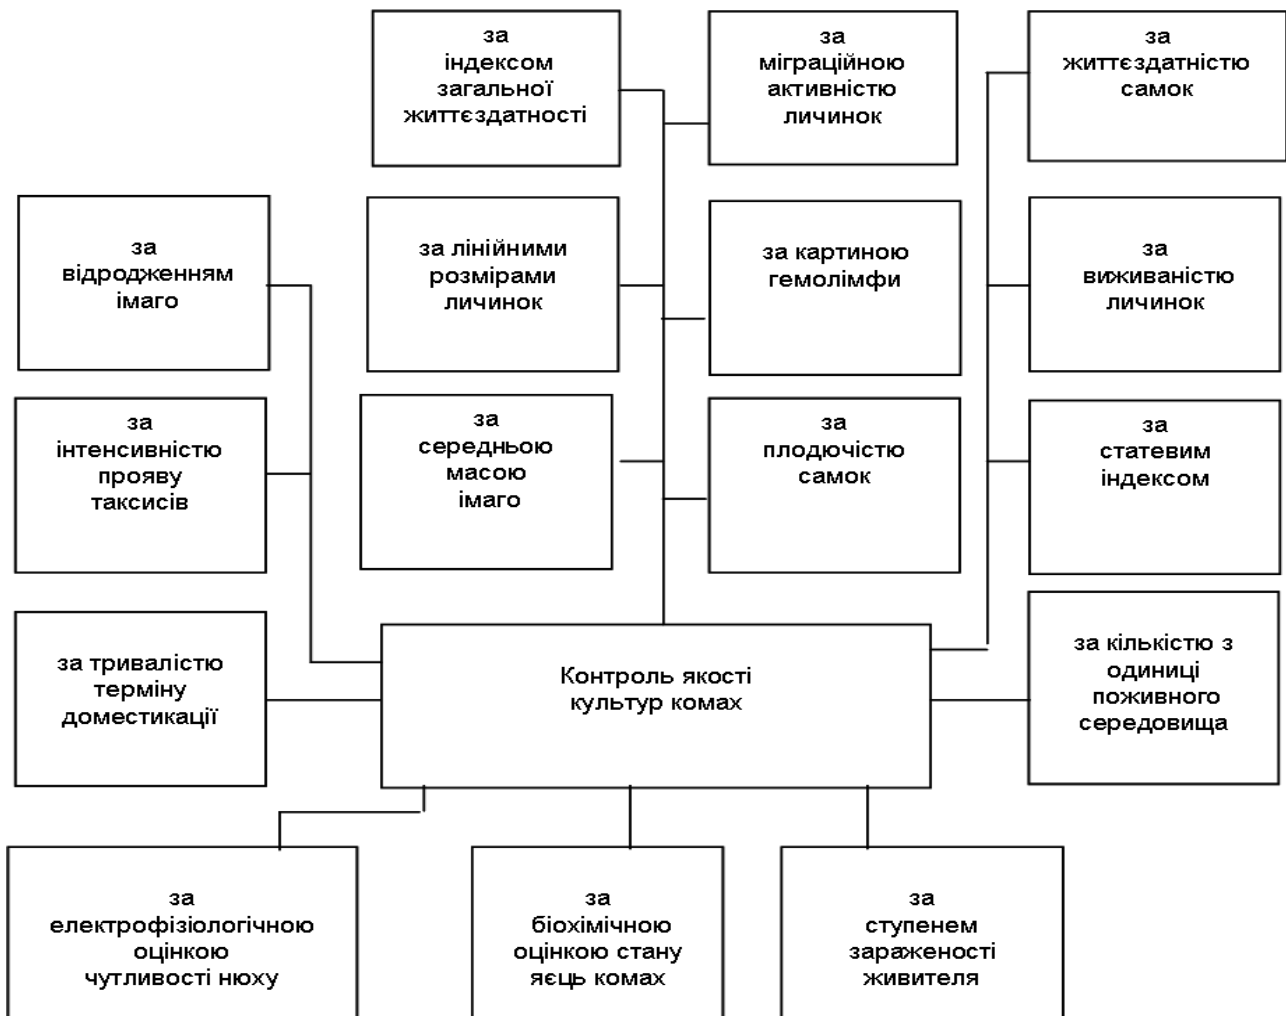 за
індексом
загальної
життєздатності
за
міграційною
активністю
личинок
за
життєздатністю
самок
за
відродженням
імаго
за лінійними
розмірами
личинок
за картиною
гемолімфи
за
виживаністю
личинок
за
інтенсивністю
прояву
таксисів
за
середньою
масою
імаго
за
плодючістю
самок
за
статевим
індексом
за тривалістю
терміну
доместикації
Контроль якості
культур комах
за кількістю з
одиниці
поживного
середовища
за
електрофізіологічною
оцінкою
чутливості нюху
за
біохімічною
оцінкою стану
яєць комах
за
ступенем
зараженості
живителя